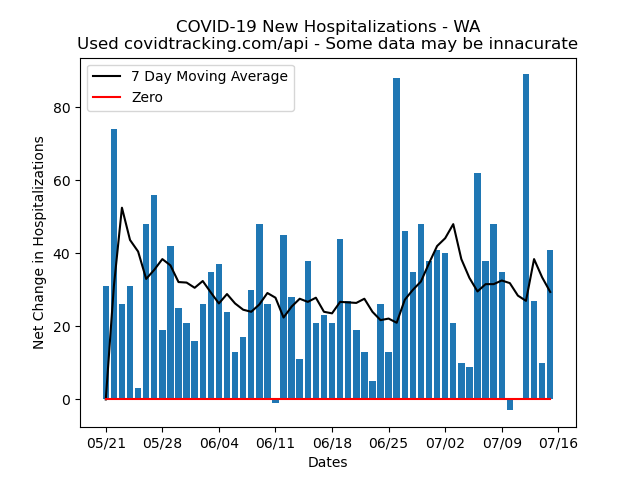 COVID-19 New Hospitalizations - WA
Used covidtracking.com/api - Some data may be innacurate
7 Day Moving Average
Zero
Net Change in Hospitalizations
80
60
40
20
0
05/21 05/28 06/04 06/11 06/18 06/25 07/02 07/09 07/16
Dates